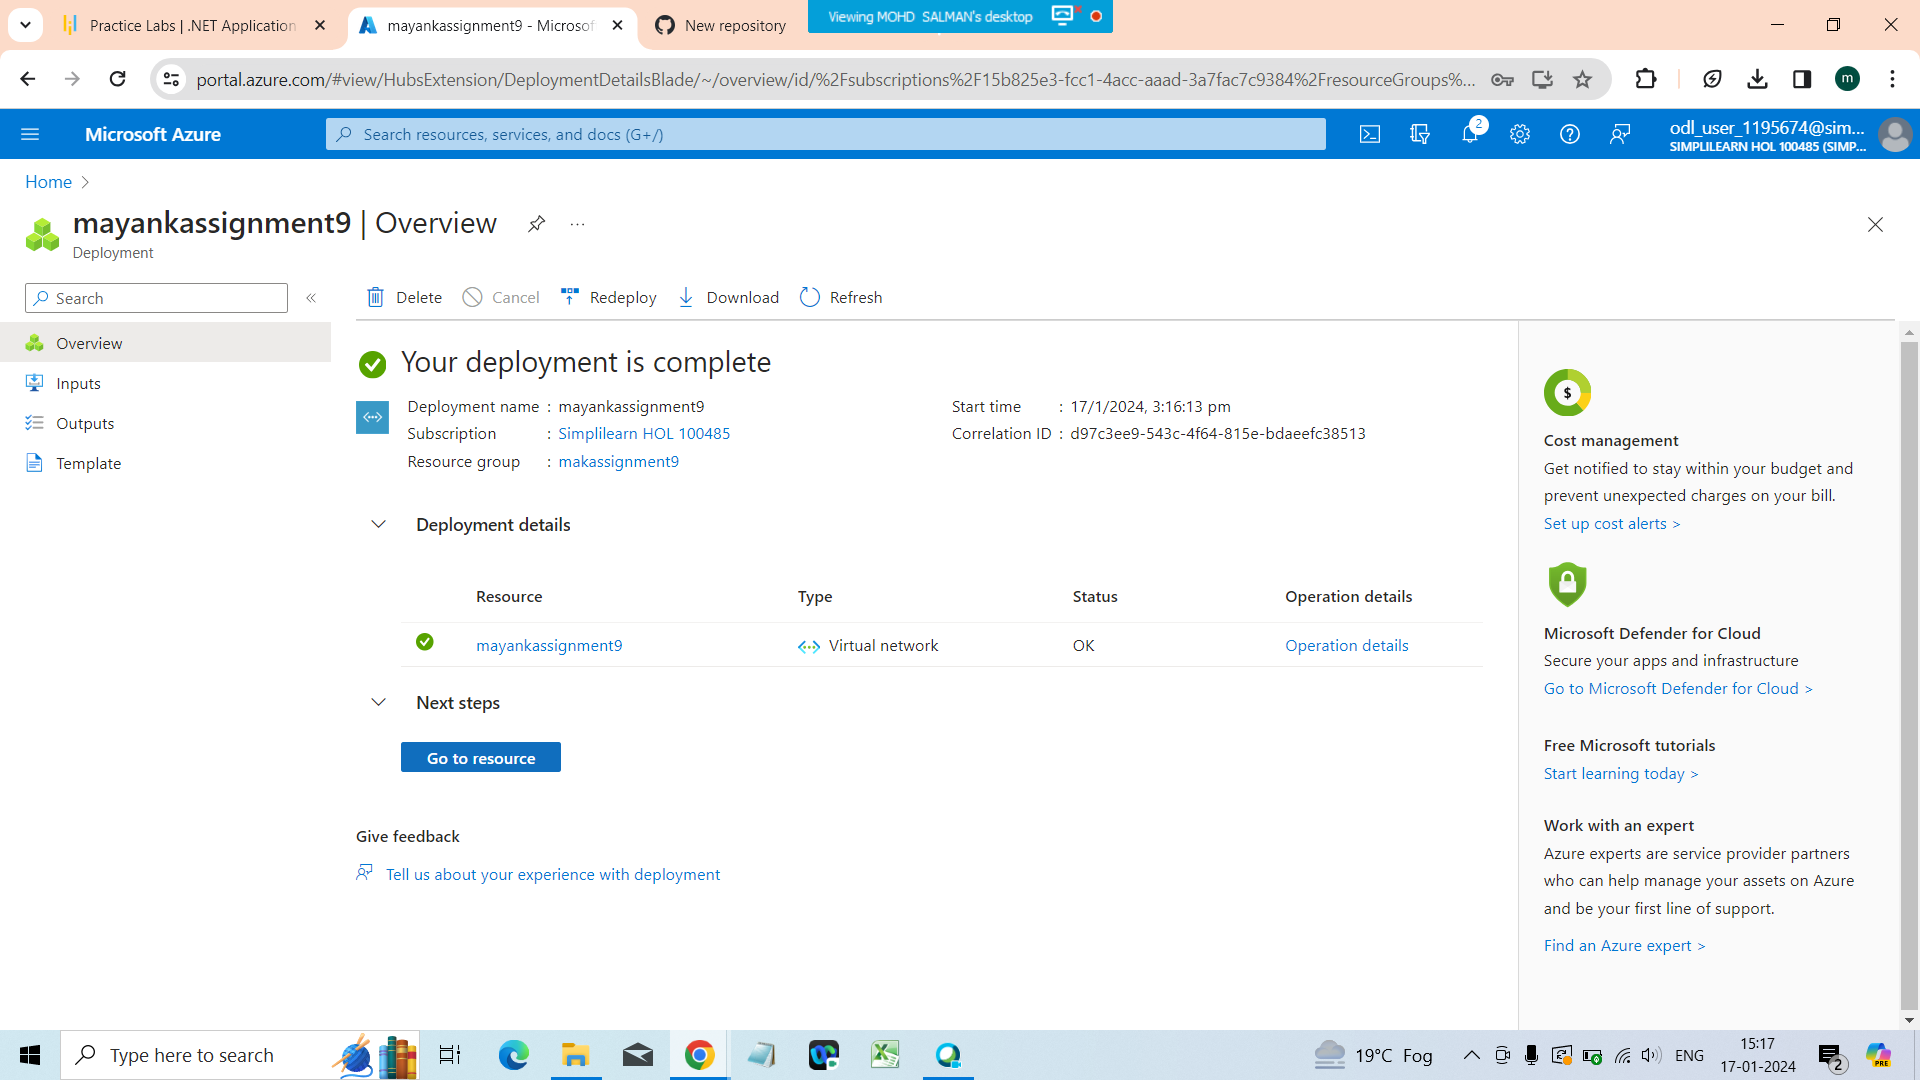 Practice Labs | .NET Application
mayankassignment9 - Microsof
New repository
Viewing MOHD SALMAN's desktop
portal.azure.com/#view/HubsExtension/DeploymentDetailsBlade/~/overview/id/%2Fsubscriptions%2F15b825e3-fcc1-4acc-aaad-3a7fac7c9384%2FresourceGroups%...
m
Microsoft Azure
Search resources, services, and docs (G+/)
2
odl_user_1195674@sim...
SIMPLILEARN HOL 100485 (SIMP...
Home
mayankassignment9 | Overview
Deployment
Search
Delete
Cancel
Redeploy
Download
Refresh
Overview
Inputs
Outputs
Template
Your deployment is complete
Deployment name : mayankassignment9
Subscription : Simplilearn HOL 100485
Resource group : makassignment9
Start time : 17/1/2024, 3:16:13 pm
Correlation ID : d97c3ee9-543c-4f64-815e-bdaeefc38513
Deployment details
Resource Type Status Operation details
mayankassignment9 Virtual network OK Operation details
Next steps
Go to resource
Give feedback
Tell us about your experience with deployment
$
Cost management
Get notified to stay within your budget and
prevent unexpected charges on your bill.
Set up cost alerts >
Microsoft Defender for Cloud
Secure your apps and infrastructure
Go to Microsoft Defender for Cloud >
Free Microsoft tutorials
Start learning today >
Work with an expert
Azure experts are service provider partners
who can help manage your assets on Azure
and be your first line of support.
Find an Azure expert >
Type here to search
19°C Fog
ENG
15:17
17-01-2024
2
PRE